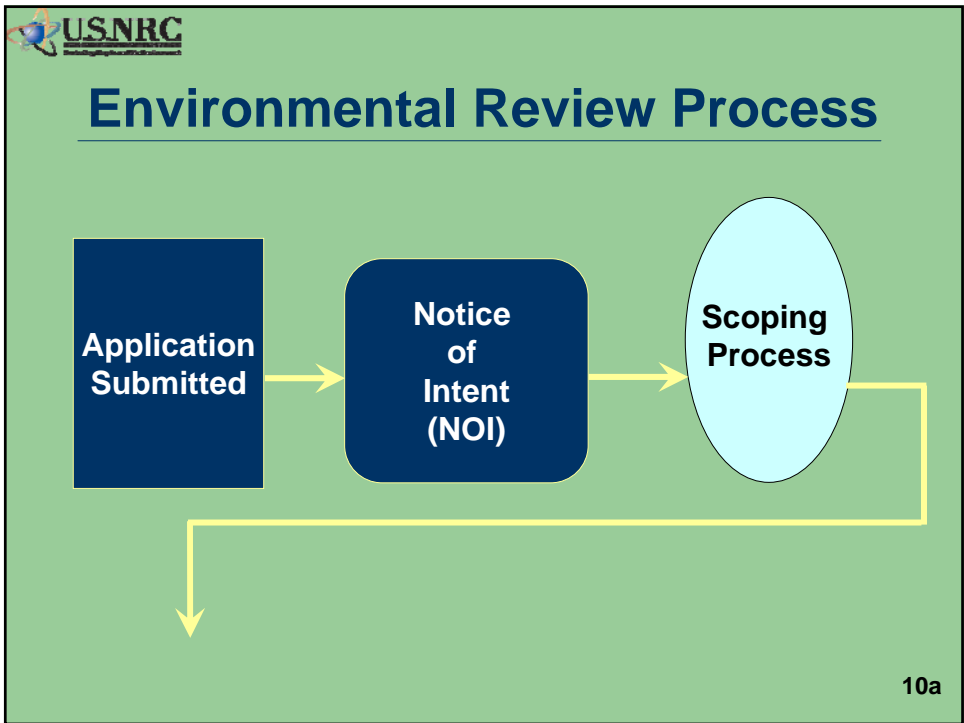 U.S.NRC
Environmental Review Process
Application
Submitted
Notice
of
Intent
(NOI)
Scoping
Process
10a